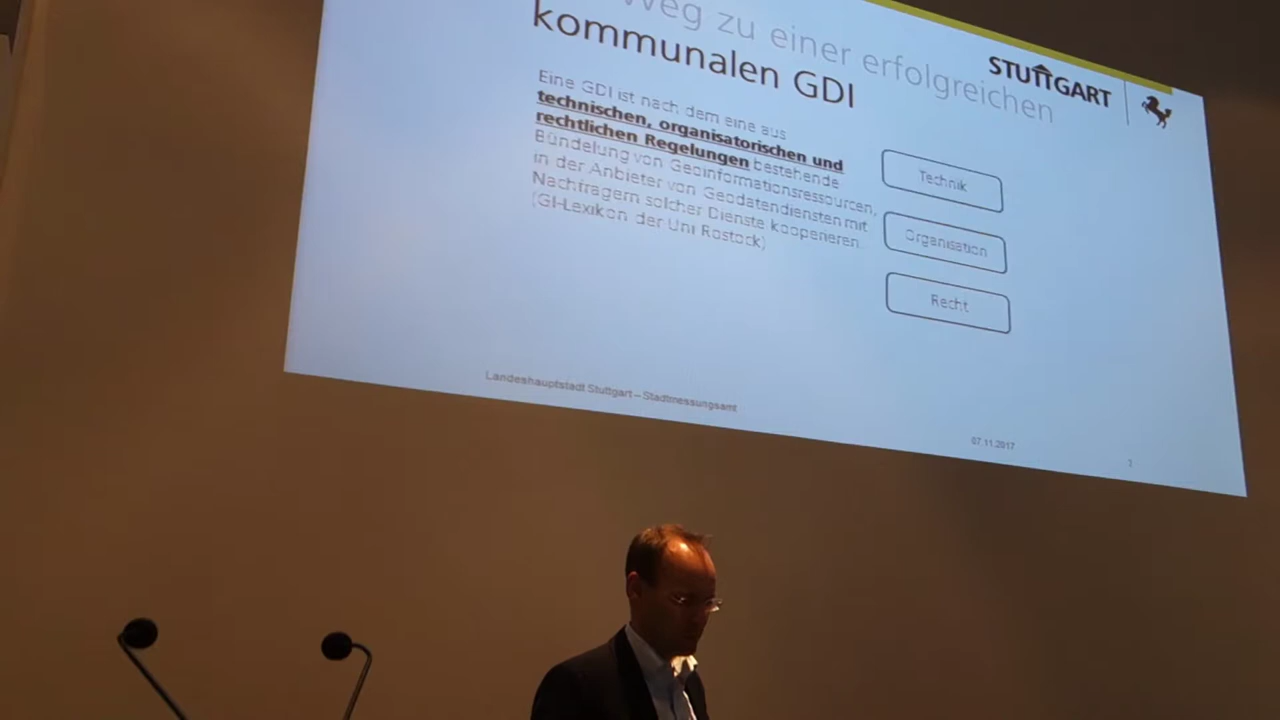 Weg zu einer erfolgreichen
kommunalen GDI
STUTTGART
Eine GDI ist nach dem eine aus
technischen, organisatorischen und
rechtlichen Regelungen bestehende
Bündelung von Geoinformationsressourcen,
in der Anbieter von Geodatendiensten mit
Nachfragern solcher Dienste kooperieren.
(GI-Lexikon der Uni Rostock)
Technik
Organisation
Recht
Landeshauptstadt Stuttgart – Stadtmessungsamt
07.11.2017